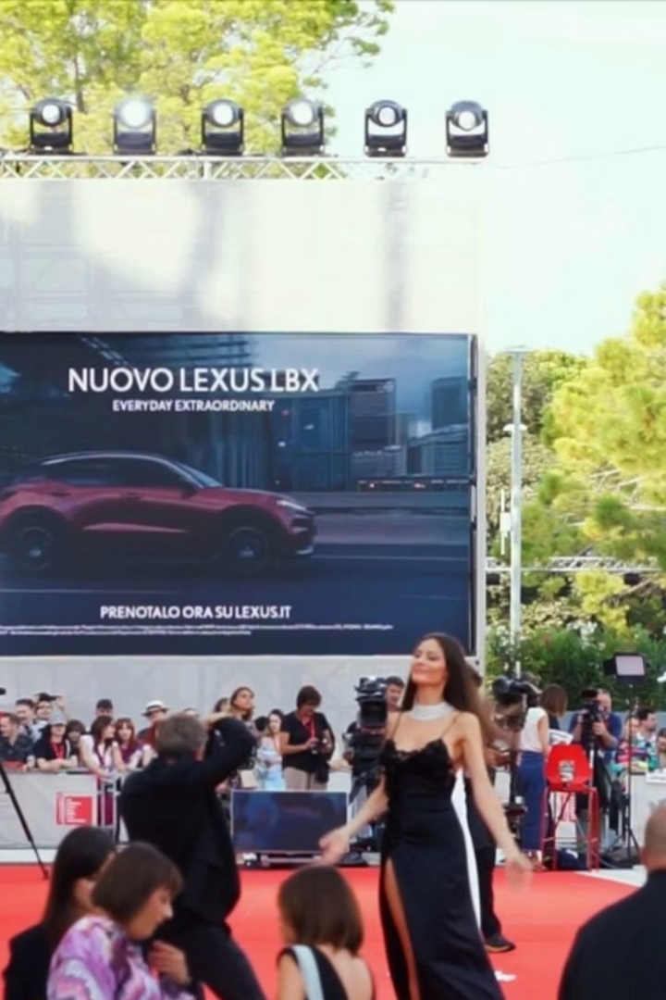 NUOVO LEXUS LBX
EVERYDAY EXTRAORDINARY
PRENOTALO ORA SU LEXUS.IT